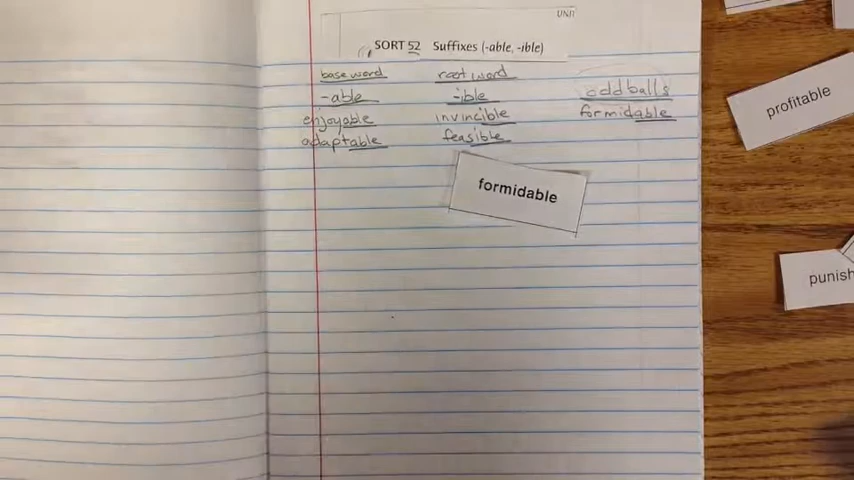 UNIT
SORT 52 Suffixes (-able, -ible)
base word root word oddballs
-able -ible formidable
enjoyable invincible
adaptable feasible
formidable
profitable
punish